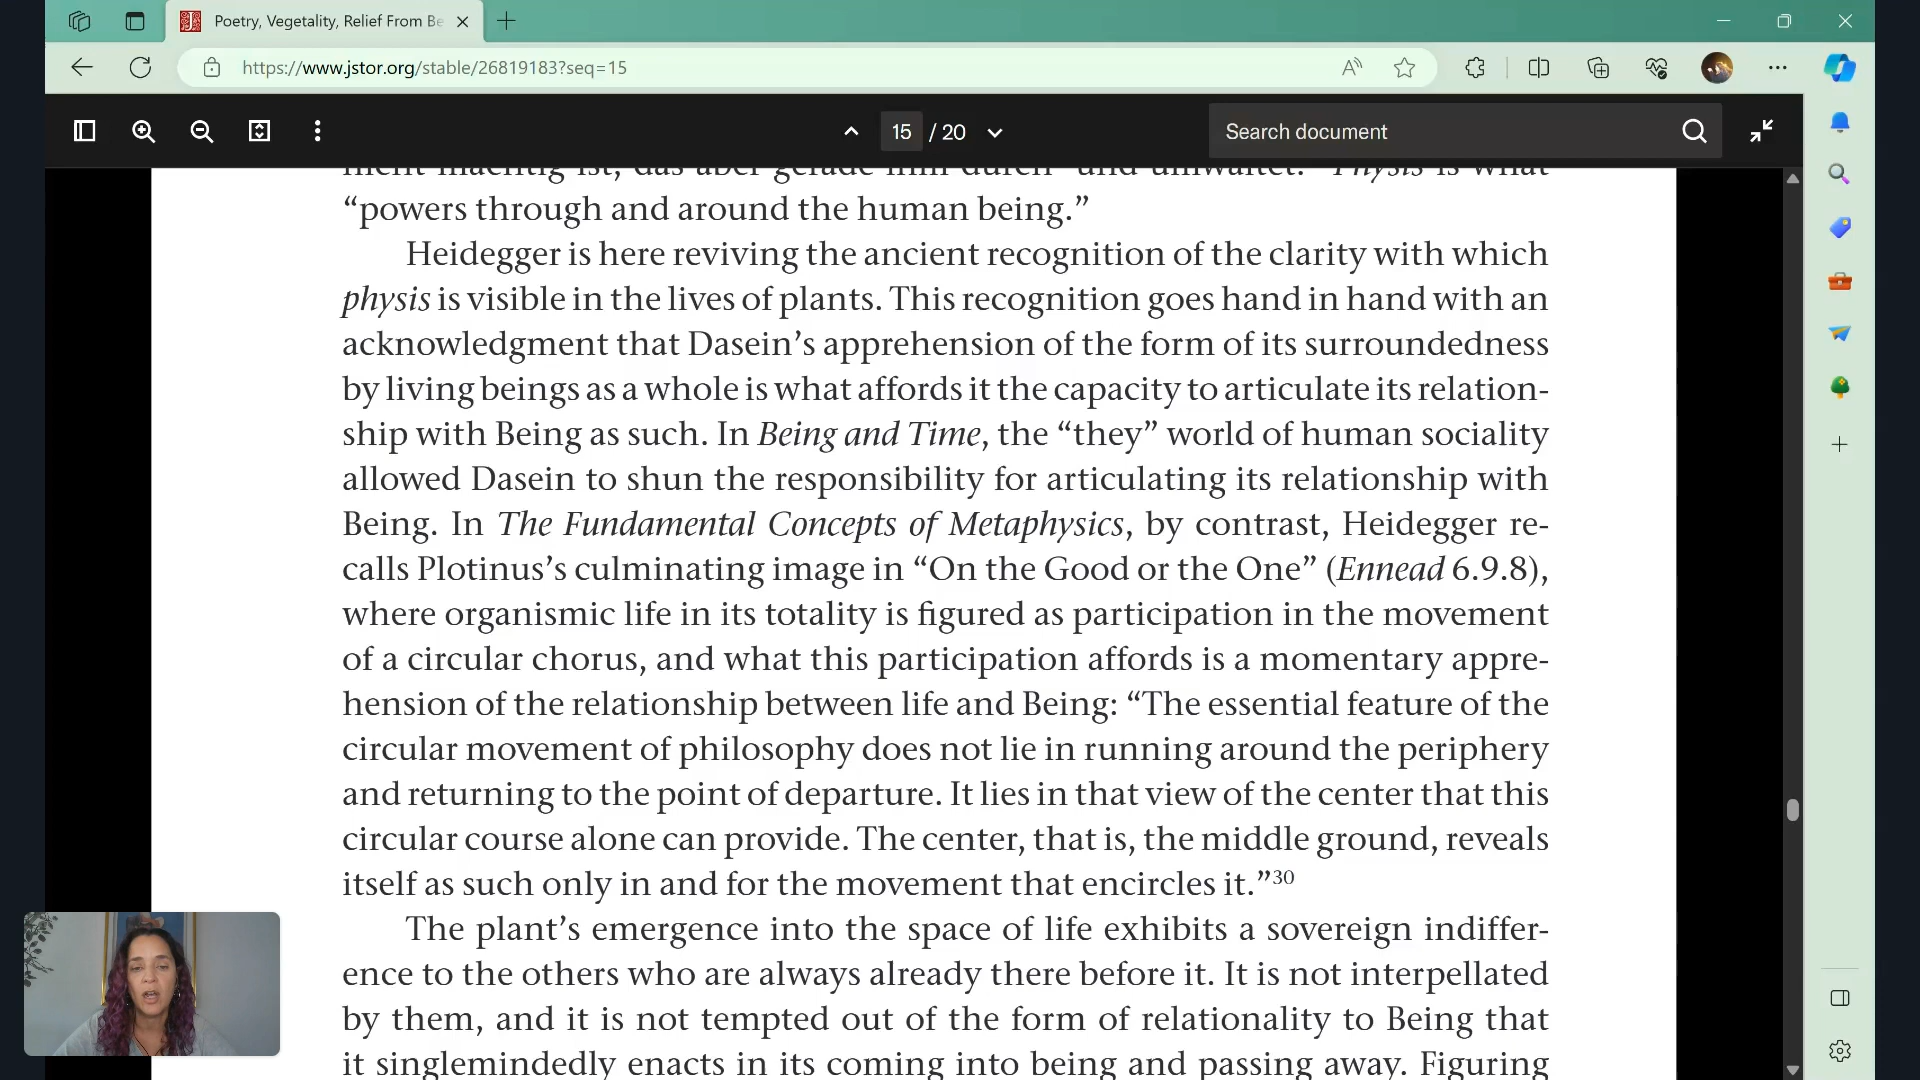 Poetry, Vegetality, Relief From Be
https://www.jstor.org/stable/26819183?seq=15
15 / 20
Search document
ment mächtig ist, das aber gerade ihn durch- und umwaltet." Physis is what
“powers through and around the human being.”
Heidegger is here reviving the ancient recognition of the clarity with which
physis is visible in the lives of plants. This recognition goes hand in hand with an
acknowledgment that Dasein’s apprehension of the form of its surroundedness
by living beings as a whole is what affords it the capacity to articulate its relation-
ship with Being as such. In Being and Time, the “they” world of human sociality
allowed Dasein to shun the responsibility for articulating its relationship with
Being. In The Fundamental Concepts of Metaphysics, by contrast, Heidegger re-
calls Plotinus’s culminating image in “On the Good or the One” (Ennead 6.9.8),
where organismic life in its totality is figured as participation in the movement
of a circular chorus, and what this participation affords is a momentary appre-
hension of the relationship between life and Being: “The essential feature of the
circular movement of philosophy does not lie in running around the periphery
and returning to the point of departure. It lies in that view of the center that this
circular course alone can provide. The center, that is, the middle ground, reveals
itself as such only in and for the movement that encircles it.”30
The plant’s emergence into the space of life exhibits a sovereign indiffer-
ence to the others who are always already there before it. It is not interpellated
by them, and it is not tempted out of the form of relationality to Being that
it singlemindedly enacts in its coming into being and passing away. Figuring